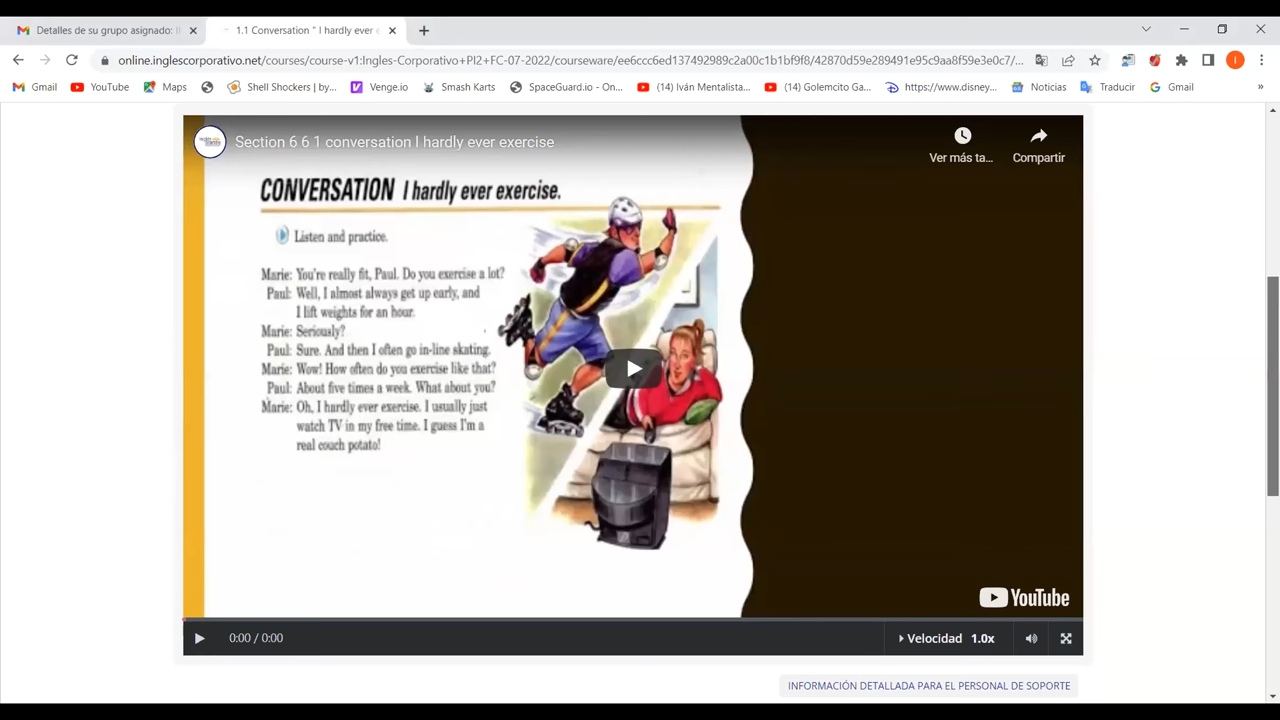 Detalles de su grupo asignado: I
1.1 Conversation " I hardly ever e
online.inglescorporativo.net/courses/course-v1:Ingles-Corporativo+PI2+FC-07-2022/courseware/ee6ccc6ed137492989c2a00c1b1bf9f8/42870d59e289491e95c9aa8f59e3e0c7/...
Gmail YouTube Maps Shell Shockers | by... Venge.io Smash Karts SpaceGuard.io - On... (14) Iván Mentalista... (14) Golemcito Ga... https://www.disney... Noticias Traducir Gmail »
Section 6 6 1 conversation I hardly ever exercise
Ver más ta... Compartir
CONVERSATION I hardly ever exercise.
Listen and practice.
Marie: You're really fit, Paul. Do you exercise a lot?
Paul: Well, I almost always get up early, and
I lift weights for an hour.
Marie: Seriously?
Paul: Sure. And then I often go in-line skating.
Marie: Wow! How often do you exercise like that?
Paul: About five times a week. What about you?
Marie: Oh, I hardly ever exercise. I usually just
watch TV in my free time. I guess I'm a
real couch potato!
YouTube
0:00 / 0:00 Velocidad 1.0x
INFORMACIÓN DETALLADA PARA EL PERSONAL DE SOPORTE